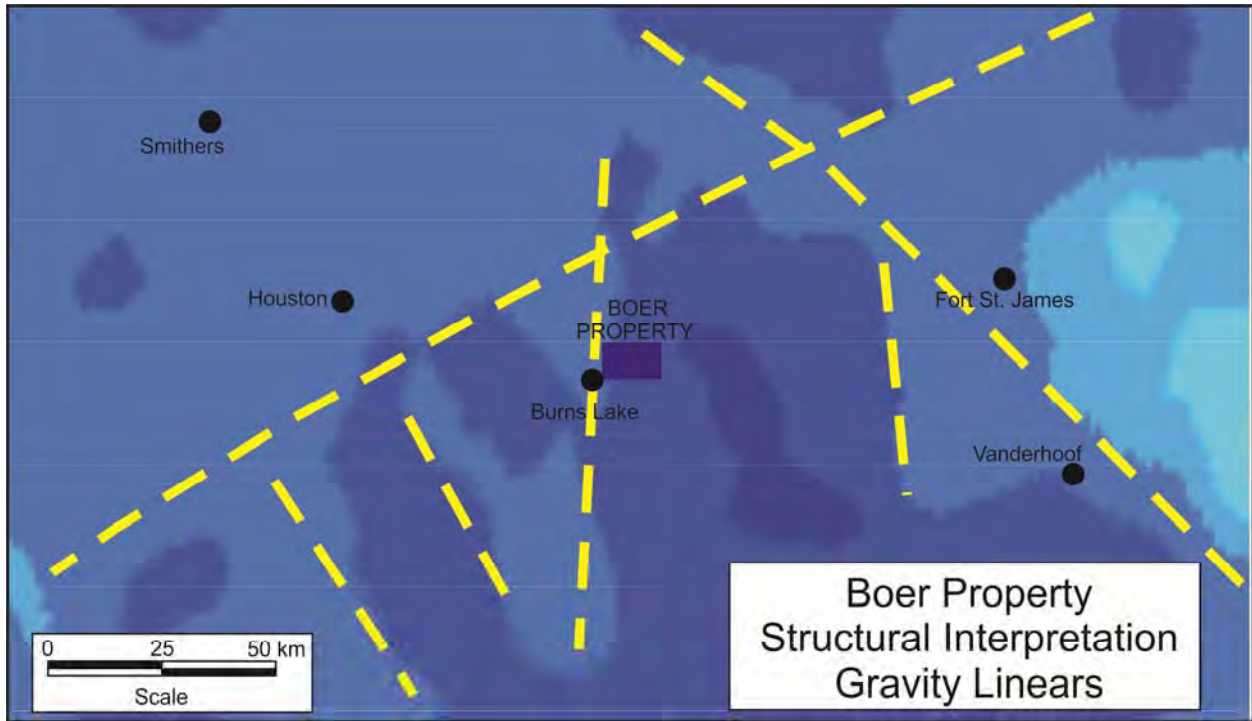 Smithers
Houston
BOER
PROPERTY
Fort St. James
Burns Lake
Vanderhoof
0 25 50 km
Scale
Boer Property
Structural Interpretation
Gravity Linears